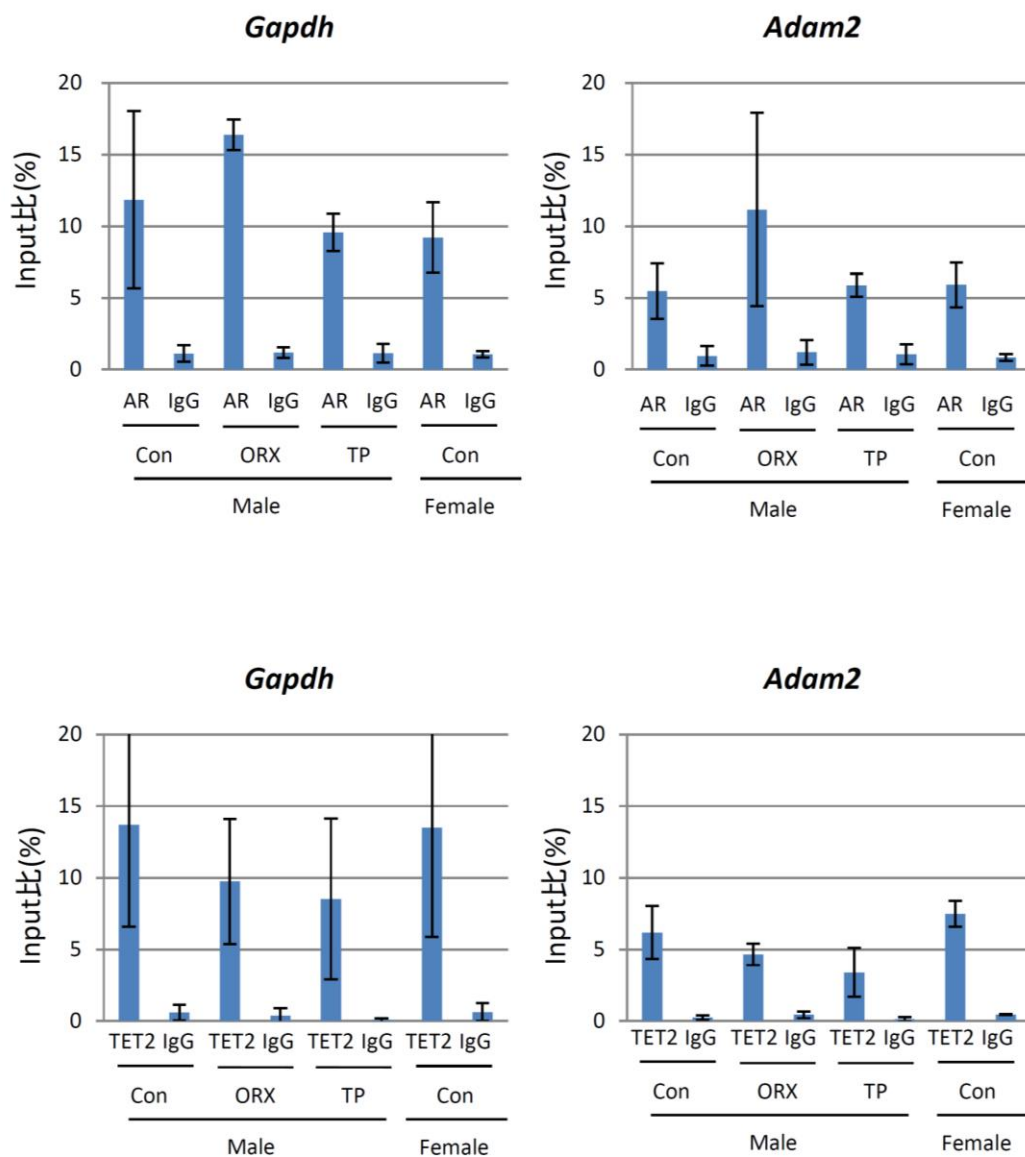 Gapdh
Adam2
Input比(%)
20
15
10
5
0
AR IgG AR IgG AR IgG AR IgG
Con ORX TP Con
Male Female
Input比(%)
20
15
10
5
0
AR IgG AR IgG AR IgG AR IgG
Con ORX TP Con
Male Female
Gapdh
Adam2
Input比(%)
20
15
10
5
0
TET2 IgG TET2 IgG TET2 IgG TET2 IgG
Con ORX TP Con
Male Female
Input比(%)
20
15
10
5
0
TET2 IgG TET2 IgG TET2 IgG TET2 IgG
Con ORX TP Con
Male Female